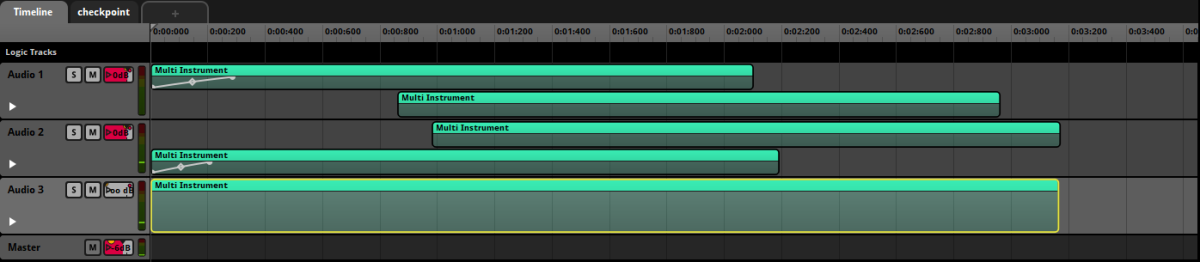 Timeline checkpoint +
0:00:000 0:00:200 0:00:400 0:00:600 0:00:800 0:01:000 0:01:200 0:01:400 0:01:600 0:01:800 0:02:000 0:02:200 0:02:400 0:02:600 0:02:800 0:03:000 0:03:200 0:03:400 0:0
Logic Tracks
Audio 1 S M 0dB
Multi Instrument
Multi Instrument
Audio 2 S M 0dB
Multi Instrument
Multi Instrument
Audio 3 S M -oo dB
Multi Instrument
Master M -6dB